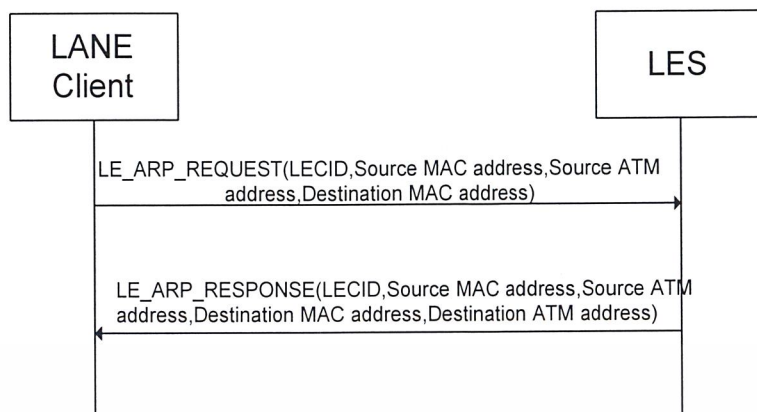 LANE
Client
LES
LE_ARP_REQUEST(LECID,Source MAC address,Source ATM
address,Destination MAC address)
LE_ARP_RESPONSE(LECID,Source MAC address,Source ATM
address,Destination MAC address,Destination ATM address)